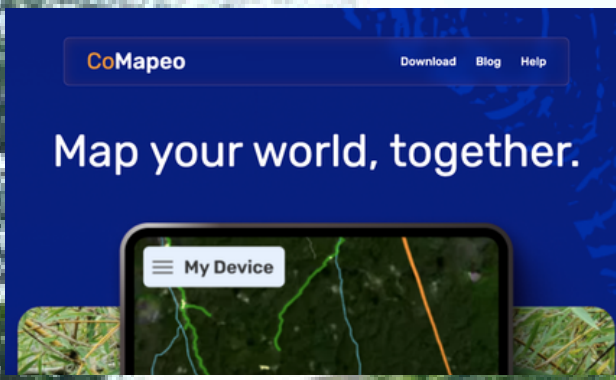 CoMapeo
Download Blog Help
Map your world, together.
My Device